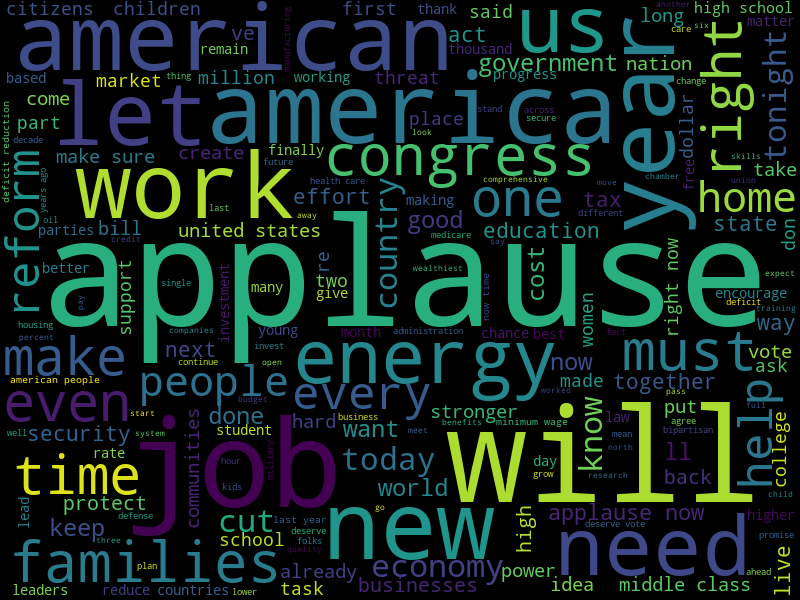 citizens
children
american
first
thank
us
said
long
high school
another
six
ve
remain
manufacturing
act
thousand
government
nation
matter
care
year
right
tonight
based
market
thing
million
working
threat
progress
let
america
come
part
place
stand
across
secure
change
dollar
free
skills
take
deficit reduction
decade
reform
make sure
create
finally
look
congress
chamber
union
years ago
work
future
health care
effort
comprehensive
move
home
oil
last
away
making
one
tax
different
parties
bill
united states
country
good
medicare
say
education
state
don
better
credit
applause
re
wealthiest
cost
right now
expect
support
single
investment
many
two
give
now time
women
encourage
pay
deficit
training
housing
companies
young
month
administration
chance
best
fact
way
percent
make
next
invest
energy
now
must
vote
continue
open
people
every
made
together
ask
american people
even
start
budget
worked
pass
help
full
done
job
business
stronger
know
law
put
agree
bipartisan
well
system
communities
student
hard
want
meet
benefits
minimum wage
will
mean
north
college
security
rate
hour
military
today
day
ll
time
kids
world
grow
research
back
child
lead
protect
defense
go
keep
cut
last year
deserve
new
high
applause now
deserve vote
higher
three
school
folks
quality
need
promise
families
plan
already
economy
power
live
ahead
leaders
reduce
countries
lower
task
businesses
idea
middle class